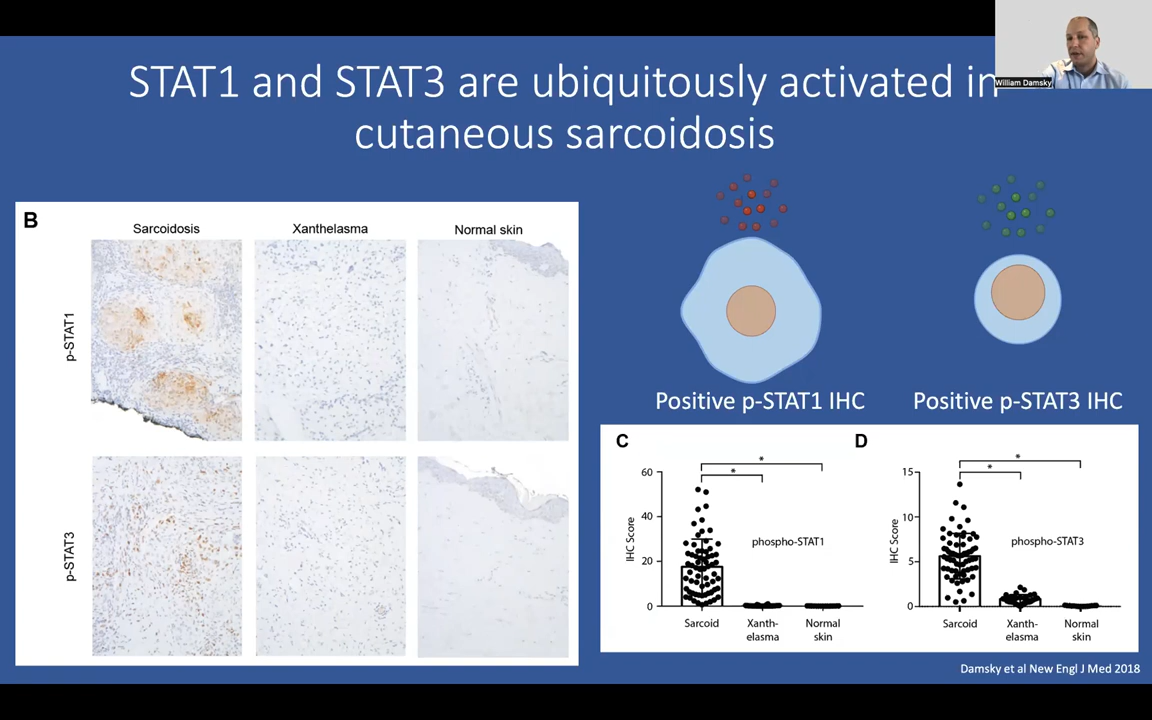 STAT1 and STAT3 are ubiquitously activated in
cutaneous sarcoidosis
William Damsky
B
Sarcoidosis
Xanthelasma
Normal skin
p-STAT1
p-STAT3
Positive p-STAT1 IHC
Positive p-STAT3 IHC
C
60
40
20
0
IHC Score
*
*
phospho-STAT1
Sarcoid
Xanth-
elasma
Normal
skin
D
15
10
5
0
IHC Score
*
*
phospho-STAT3
Sarcoid
Xanth-
elasma
Normal
skin
Damsky et al New Engl J Med 2018